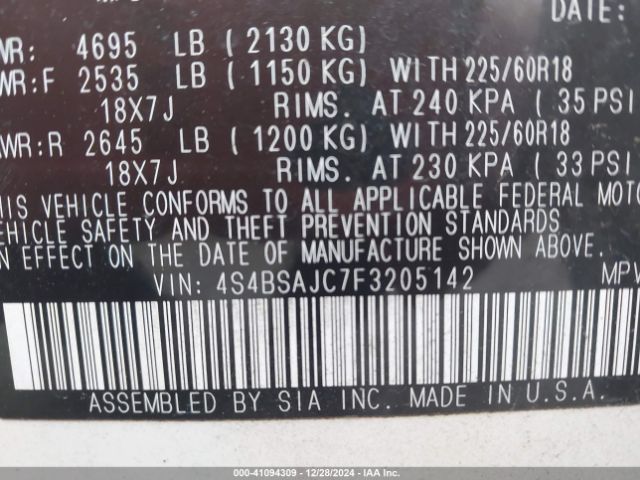 DATE:
WR: 4695 LB ( 2130 KG)
WR:F 2535 LB ( 1150 KG) WITH 225/60R18
18X7J RIMS. AT 240 KPA ( 35 PSI
WR:R 2645 LB ( 1200 KG) WITH 225/60R18
18X7J RIMS. AT 230 KPA ( 33 PSI
HIS VEHICLE CONFORMS TO ALL APPLICABLE FEDERAL MOTO
EHICLE SAFETY AND THEFT PREVENTION STANDARDS
N EFFECT ON THE DATE OF MANUFACTURE SHOWN ABOVE.
VIN: 4S4BSAJC7F3205142 MPV
ASSEMBLED BY SIA INC. MADE IN U.S.A.
000-41094309 | 12/28/2024 | IAA Inc.